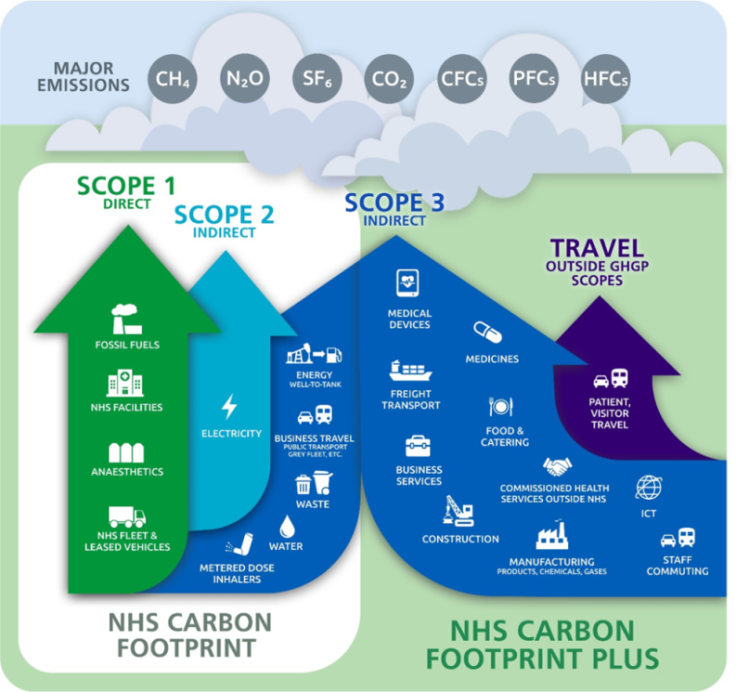 MAJOR
EMISSIONS
CH₄
N₂O
SF₆
CO₂
CFCs
PFCs
HFCs
SCOPE 1
DIRECT
SCOPE 2
INDIRECT
SCOPE 3
INDIRECT
TRAVEL
OUTSIDE GHGP
SCOPES
FOSSIL FUELS
NHS FACILITIES
ANAESTHETICS
NHS FLEET &
LEASED VEHICLES
ELECTRICITY
ENERGY
WELL-TO-TANK
BUSINESS TRAVEL
PUBLIC TRANSPORT
GREY FLEET, ETC.
WASTE
WATER
METERED DOSE
INHALERS
MEDICAL
DEVICES
MEDICINES
FREIGHT
TRANSPORT
FOOD &
CATERING
BUSINESS
SERVICES
COMMISSIONED HEALTH
SERVICES OUTSIDE NHS
CONSTRUCTION
MANUFACTURING
PRODUCTS, CHEMICALS, GASES
ICT
STAFF
COMMUTING
PATIENT,
VISITOR
TRAVEL
NHS CARBON
FOOTPRINT
NHS CARBON
FOOTPRINT PLUS